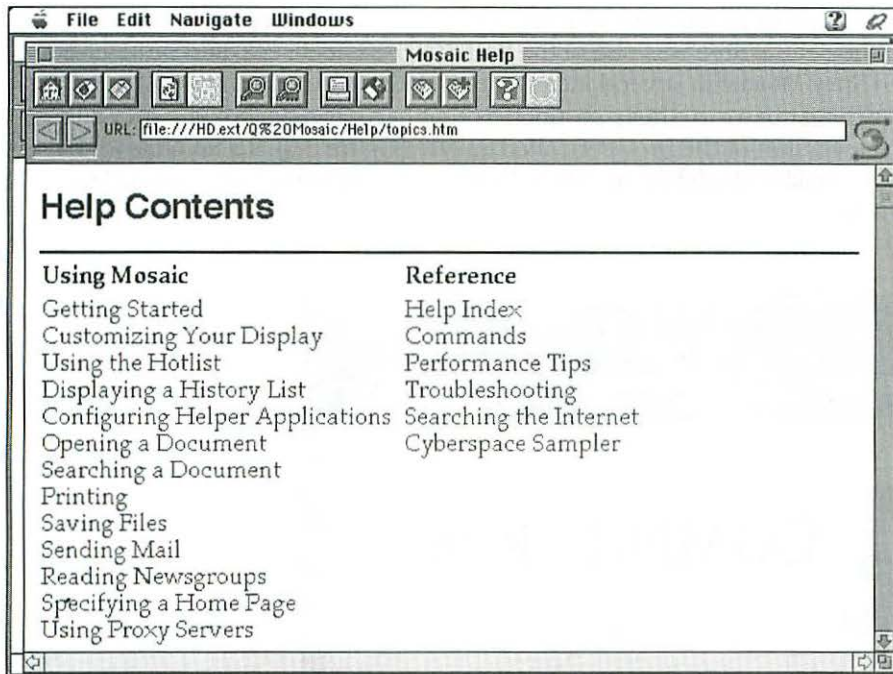 File Edit Navigate Windows
Mosaic Help
URL: file:///HD.ext/Q%20Mosaic/Help/topics.htm
Help Contents
Using Mosaic
Getting Started
Customizing Your Display
Using the Hotlist
Displaying a History List
Configuring Helper Applications
Opening a Document
Searching a Document
Printing
Saving Files
Sending Mail
Reading Newsgroups
Specifying a Home Page
Using Proxy Servers
Reference
Help Index
Commands
Performance Tips
Troubleshooting
Searching the Internet
Cyberspace Sampler